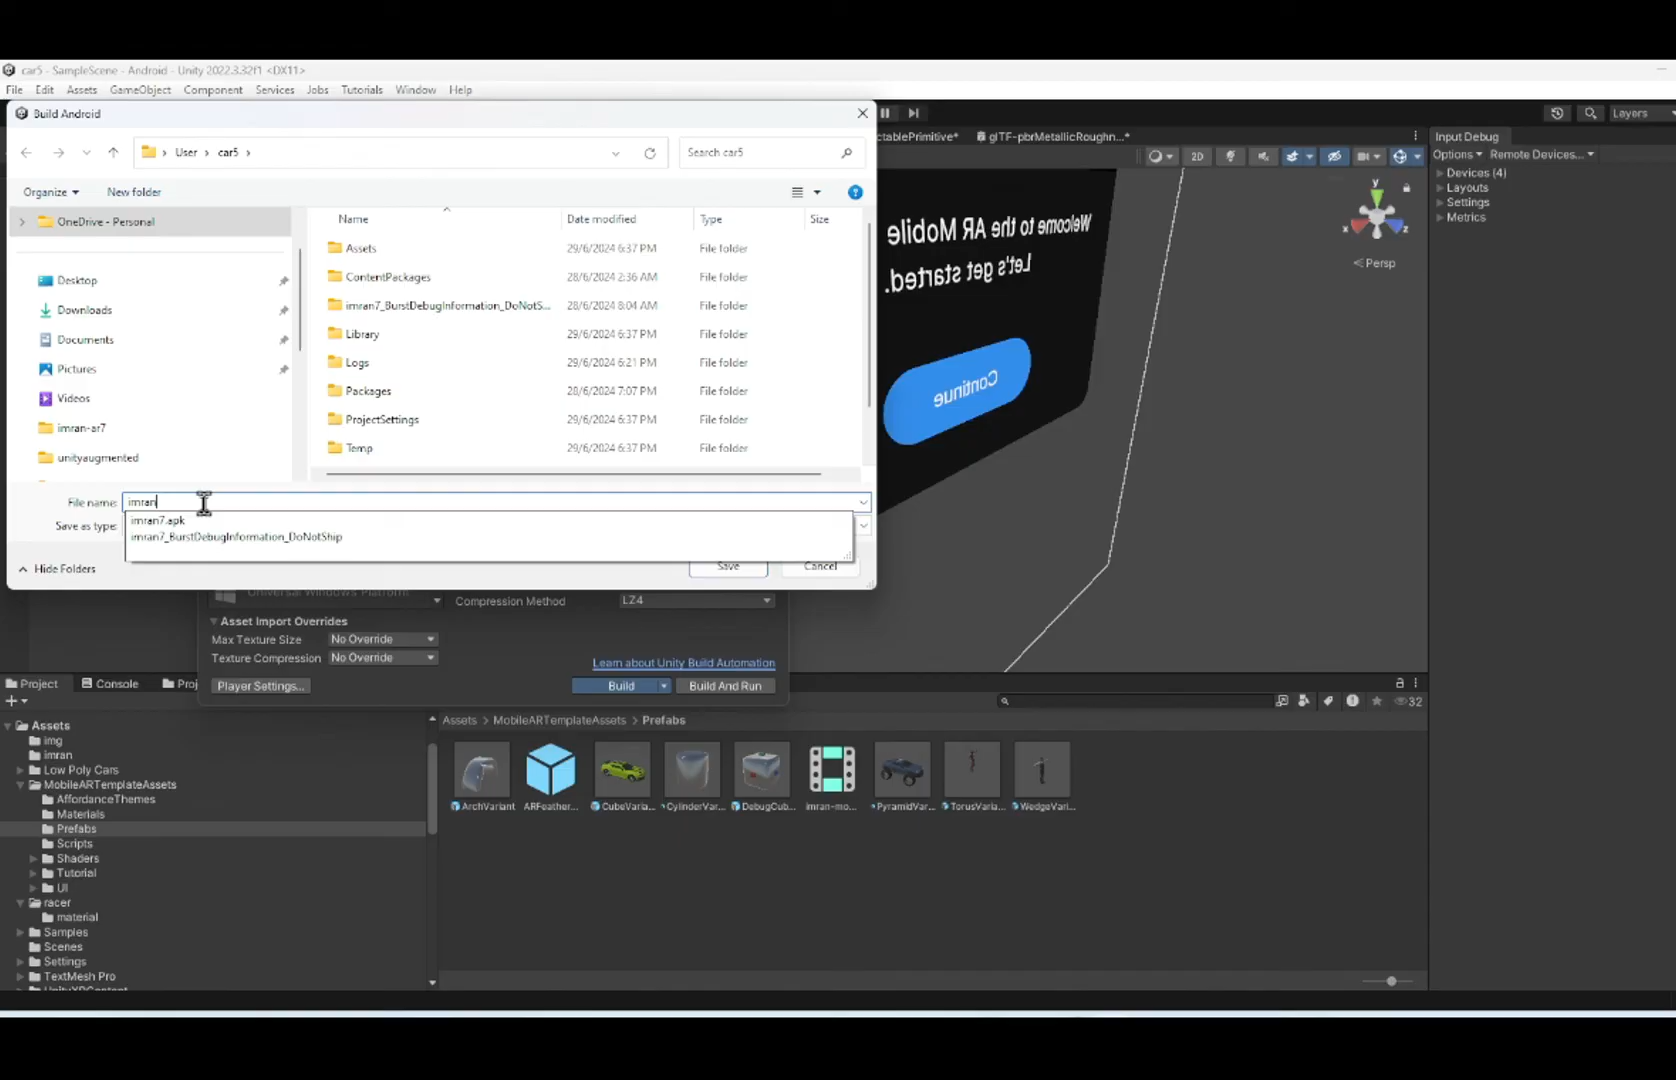 car5 - SampleScene - Android - Unity 2022.3.32f1 <DX11>
File Edit Assets GameObject Component Services Jobs Tutorials Window Help
Build Android
Layers
User car5
Search car5
ctablePrimitive* glTF-pbrMetallicRoughn...*
Input Debug
2D
Options Remote Devices...
Organize New folder
Devices (4)
Layouts
Settings
Metrics
OneDrive - Personal
Desktop
Downloads
Documents
Pictures
Videos
imran-ar7
unityaugmented
Name Date modified Type Size
Assets 29/6/2024 6:37 PM File folder
ContentPackages 28/6/2024 2:36 AM File folder
imran7_BurstDebugInformation_DoNotS... 28/6/2024 8:04 AM File folder
Library 29/6/2024 6:37 PM File folder
Logs 29/6/2024 6:21 PM File folder
Packages 28/6/2024 7:07 PM File folder
ProjectSettings 29/6/2024 6:37 PM File folder
Temp 29/6/2024 6:37 PM File folder
Welcome to the AR Mobile
Let's get started.
Continue
y
x z
Persp
File name: imran
Save as type:
imran7.apk
imran7_BurstDebugInformation_DoNotShip
Hide Folders
Save Cancel
Universal Windows Platform
Compression Method LZ4
Asset Import Overrides
Max Texture Size No Override
Texture Compression No Override
Learn about Unity Build Automation
Player Settings... Build Build And Run
Project Console Proj
32
Assets
img
imran
Low Poly Cars
MobileARTemplateAssets
AffordanceThemes
Materials
Prefabs
Scripts
Shaders
Tutorial
UI
racer
material
Samples
Scenes
Settings
TextMesh Pro
UnityXRContent
Assets > MobileARTemplateAssets > Prefabs
ArchVariant ARFeather... CubeVaria... CylinderVar... DebugCub... imran-mo... PyramidVar... TorusVaria... WedgeVari...